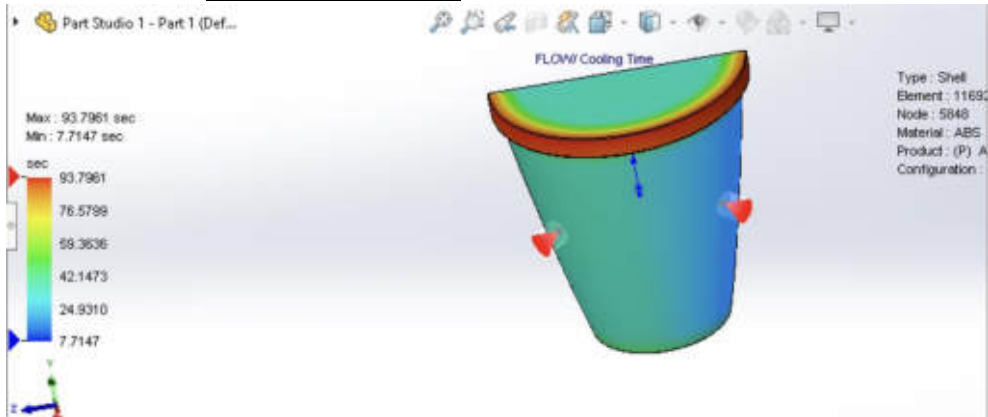 Part Studio 1 - Part 1 (Def...
FLOW/ Cooling Time
Type : Shell
Element : 11692
Node : 5848
Material : ABS
Product : (P) A
Configuration :
Max : 93.7961 sec
Min : 7.7147 sec
sec
93.7961
76.5799
59.3636
42.1473
24.9310
7.7147
Y
Z